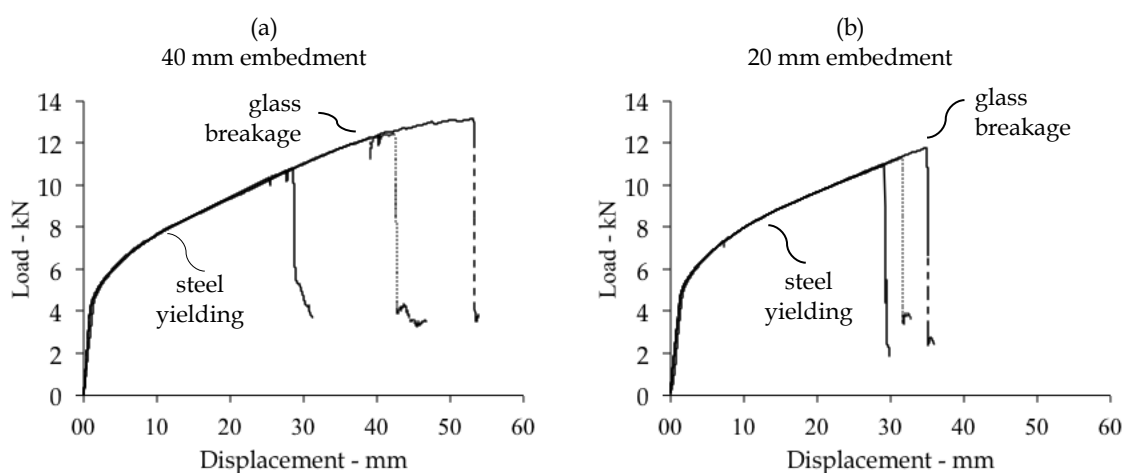 (a)
40 mm embedment
glass
breakage
steel
yielding
Load - kN
14
12
10
8
6
4
2
0
00 10 20 30 40 50 60
Displacement - mm
(b)
20 mm embedment
glass
breakage
steel
yielding
Load - kN
14
12
10
8
6
4
2
0
00 10 20 30 40 50 60
Displacement - mm